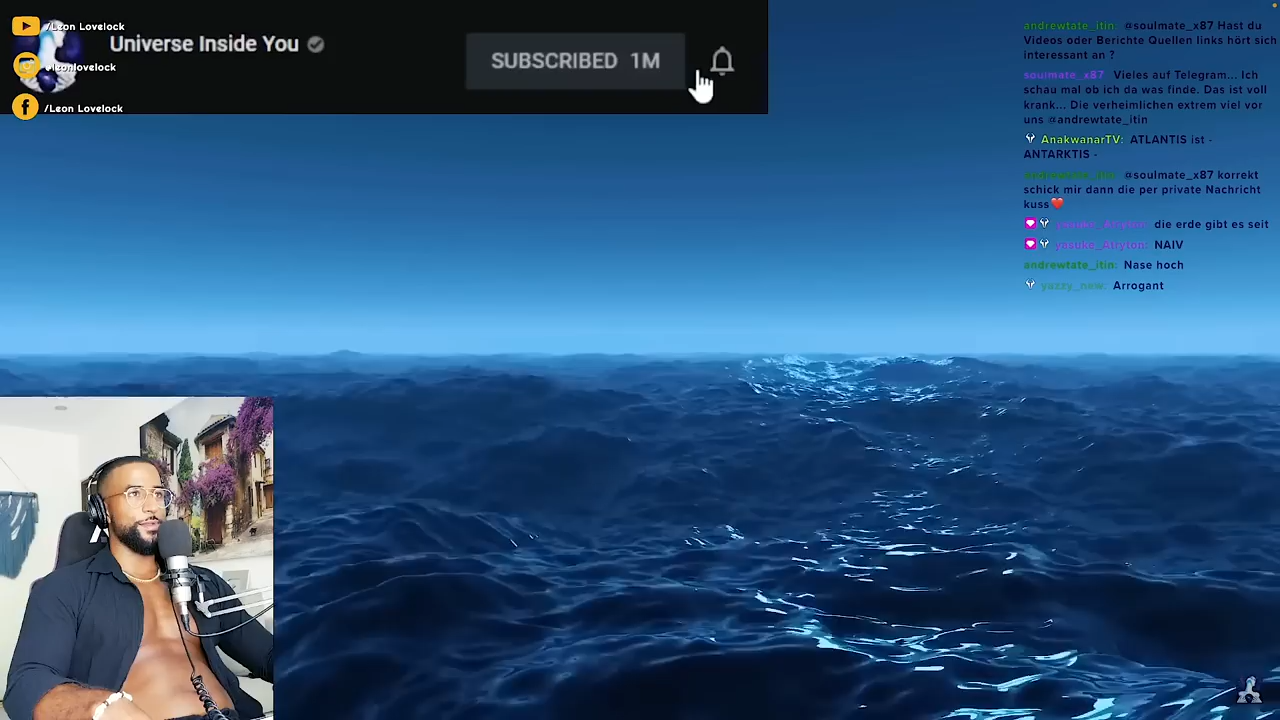 /Leon Lovelock
Universe Inside You
@leonlovelock
/Leon Lovelock
SUBSCRIBED 1M
andrewtate_itin: @soulmate_x87 Hast du
Videos oder Berichte Quellen links hört sich
interessant an ?
soulmate_x87 Vieles auf Telegram... Ich
schau mal ob ich da was finde. Das ist voll
krank... Die verheimlichen extrem viel vor
uns @andrewtate_itin
AnakwanarTV: ATLANTIS ist -
ANTARKTIS -
andrewtate_itin: @soulmate_x87 korrekt
schick mir dann die per private Nachricht
kuss❤️
yasuke_Atryton: die erde gibt es seit
yasuke_Atryton: NAIV
andrewtate_itin: Nase hoch
yazzy_naw: Arrogant